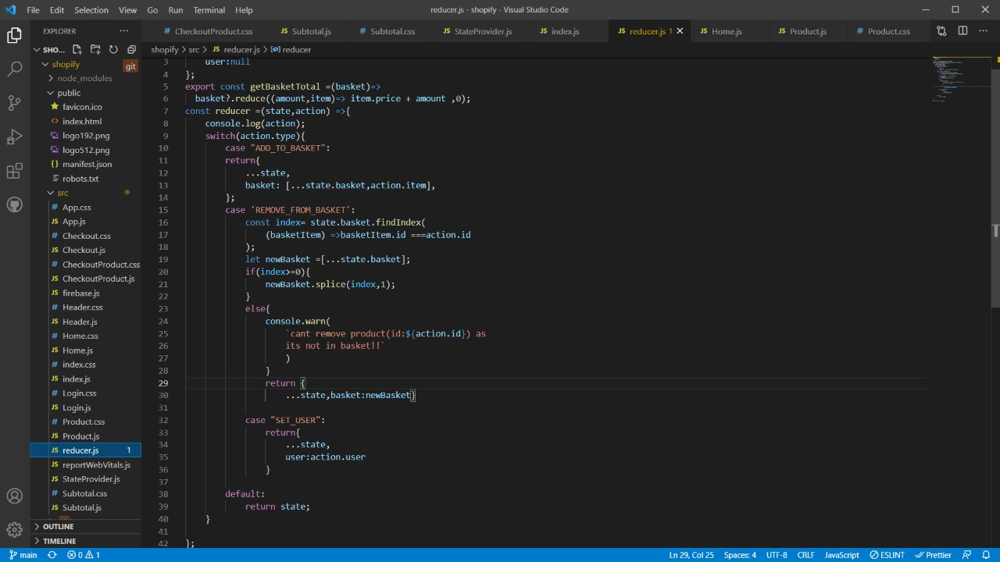 File Edit Selection View Go Run Terminal Help
reducer.js - shopify - Visual Studio Code
EXPLORER
CheckoutProduct.css Subtotal.js Subtotal.css StateProvider.js index.js reducer.js 1 Home.js Product.js Product.css
SHO...
shopify > src > reducer.js > reducer
shopify
git
node_modules
public
favicon.ico
index.html
logo192.png
logo512.png
manifest.json
robots.txt
src
App.css
App.js
Checkout.css
Checkout.js
CheckoutProduct.css
CheckoutProduct.js
firebase.js
Header.css
Header.js
Home.css
Home.js
index.css
index.js
Login.css
Login.js
Product.css
Product.js
reducer.js 1
reportWebVitals.js
StateProvider.js
Subtotal.css
Subtotal.js
OUTLINE
TIMELINE
3 user:null
4 };
5 export const getBasketTotal =(basket)=>
6 basket?.reduce((amount,item)=> item.price + amount ,0);
7 const reducer =(state,action) =>{
8 console.log(action);
9 switch(action.type){
10 case "ADD_TO_BASKET":
11 return{
12 ...state,
13 basket: [...state.basket,action.item],
14 };
15 case 'REMOVE_FROM_BASKET':
16 const index= state.basket.findIndex(
17 (basketItem) =>basketItem.id ===action.id
18 );
19 let newBasket =[...state.basket];
20 if(index>=0){
21 newBasket.splice(index,1);
22 }
23 else{
24 console.warn(
25 `cant remove product(id:${action.id}) as
26 its not in basket!!`
27 )
28 }
29 return {
30 ...state,basket:newBasket}
31
32 case "SET_USER":
33 return{
34 ...state,
35 user:action.user
36 }
37
38 default:
39 return state;
40 }
41
42 };
main 0 1 Ln 29, Col 25 Spaces: 4 UTF-8 CRLF JavaScript ESLINT Prettier